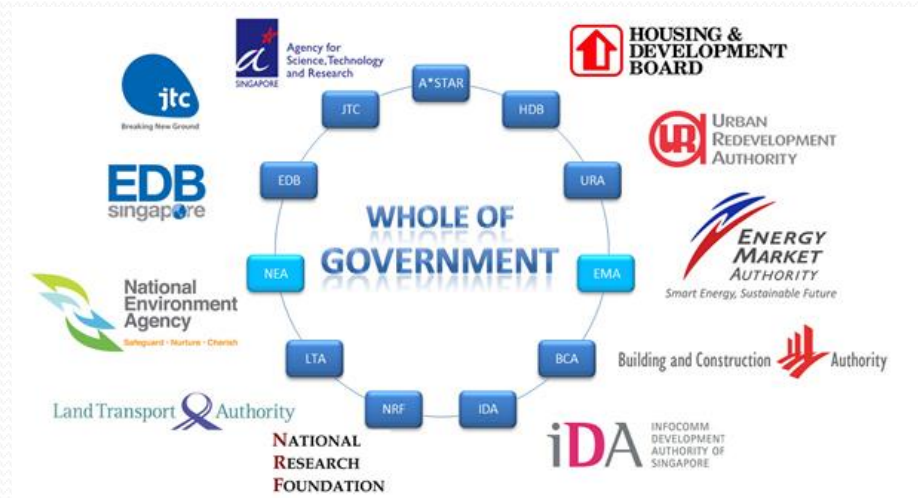 Agency for
Science, Technology
and Research
SINGAPORE
A*STAR
HOUSING &
DEVELOPMENT
BOARD
jtc
Breaking New Ground
JTC
HDB
URBAN
REDEVELOPMENT
AUTHORITY
EDB
singapore
EDB
URA
WHOLE OF
GOVERNMENT
ENERGY
MARKET
AUTHORITY
Smart Energy, Sustainable Future
National
Environment
Agency
Safeguard · Nurture · Cherish
NEA
EMA
LTA
BCA
Building and Construction Authority
Land Transport Authority
NRF
IDA
NATIONAL
RESEARCH
FOUNDATION
iDA
INFOCOMM
DEVELOPMENT
AUTHORITY OF
SINGAPORE